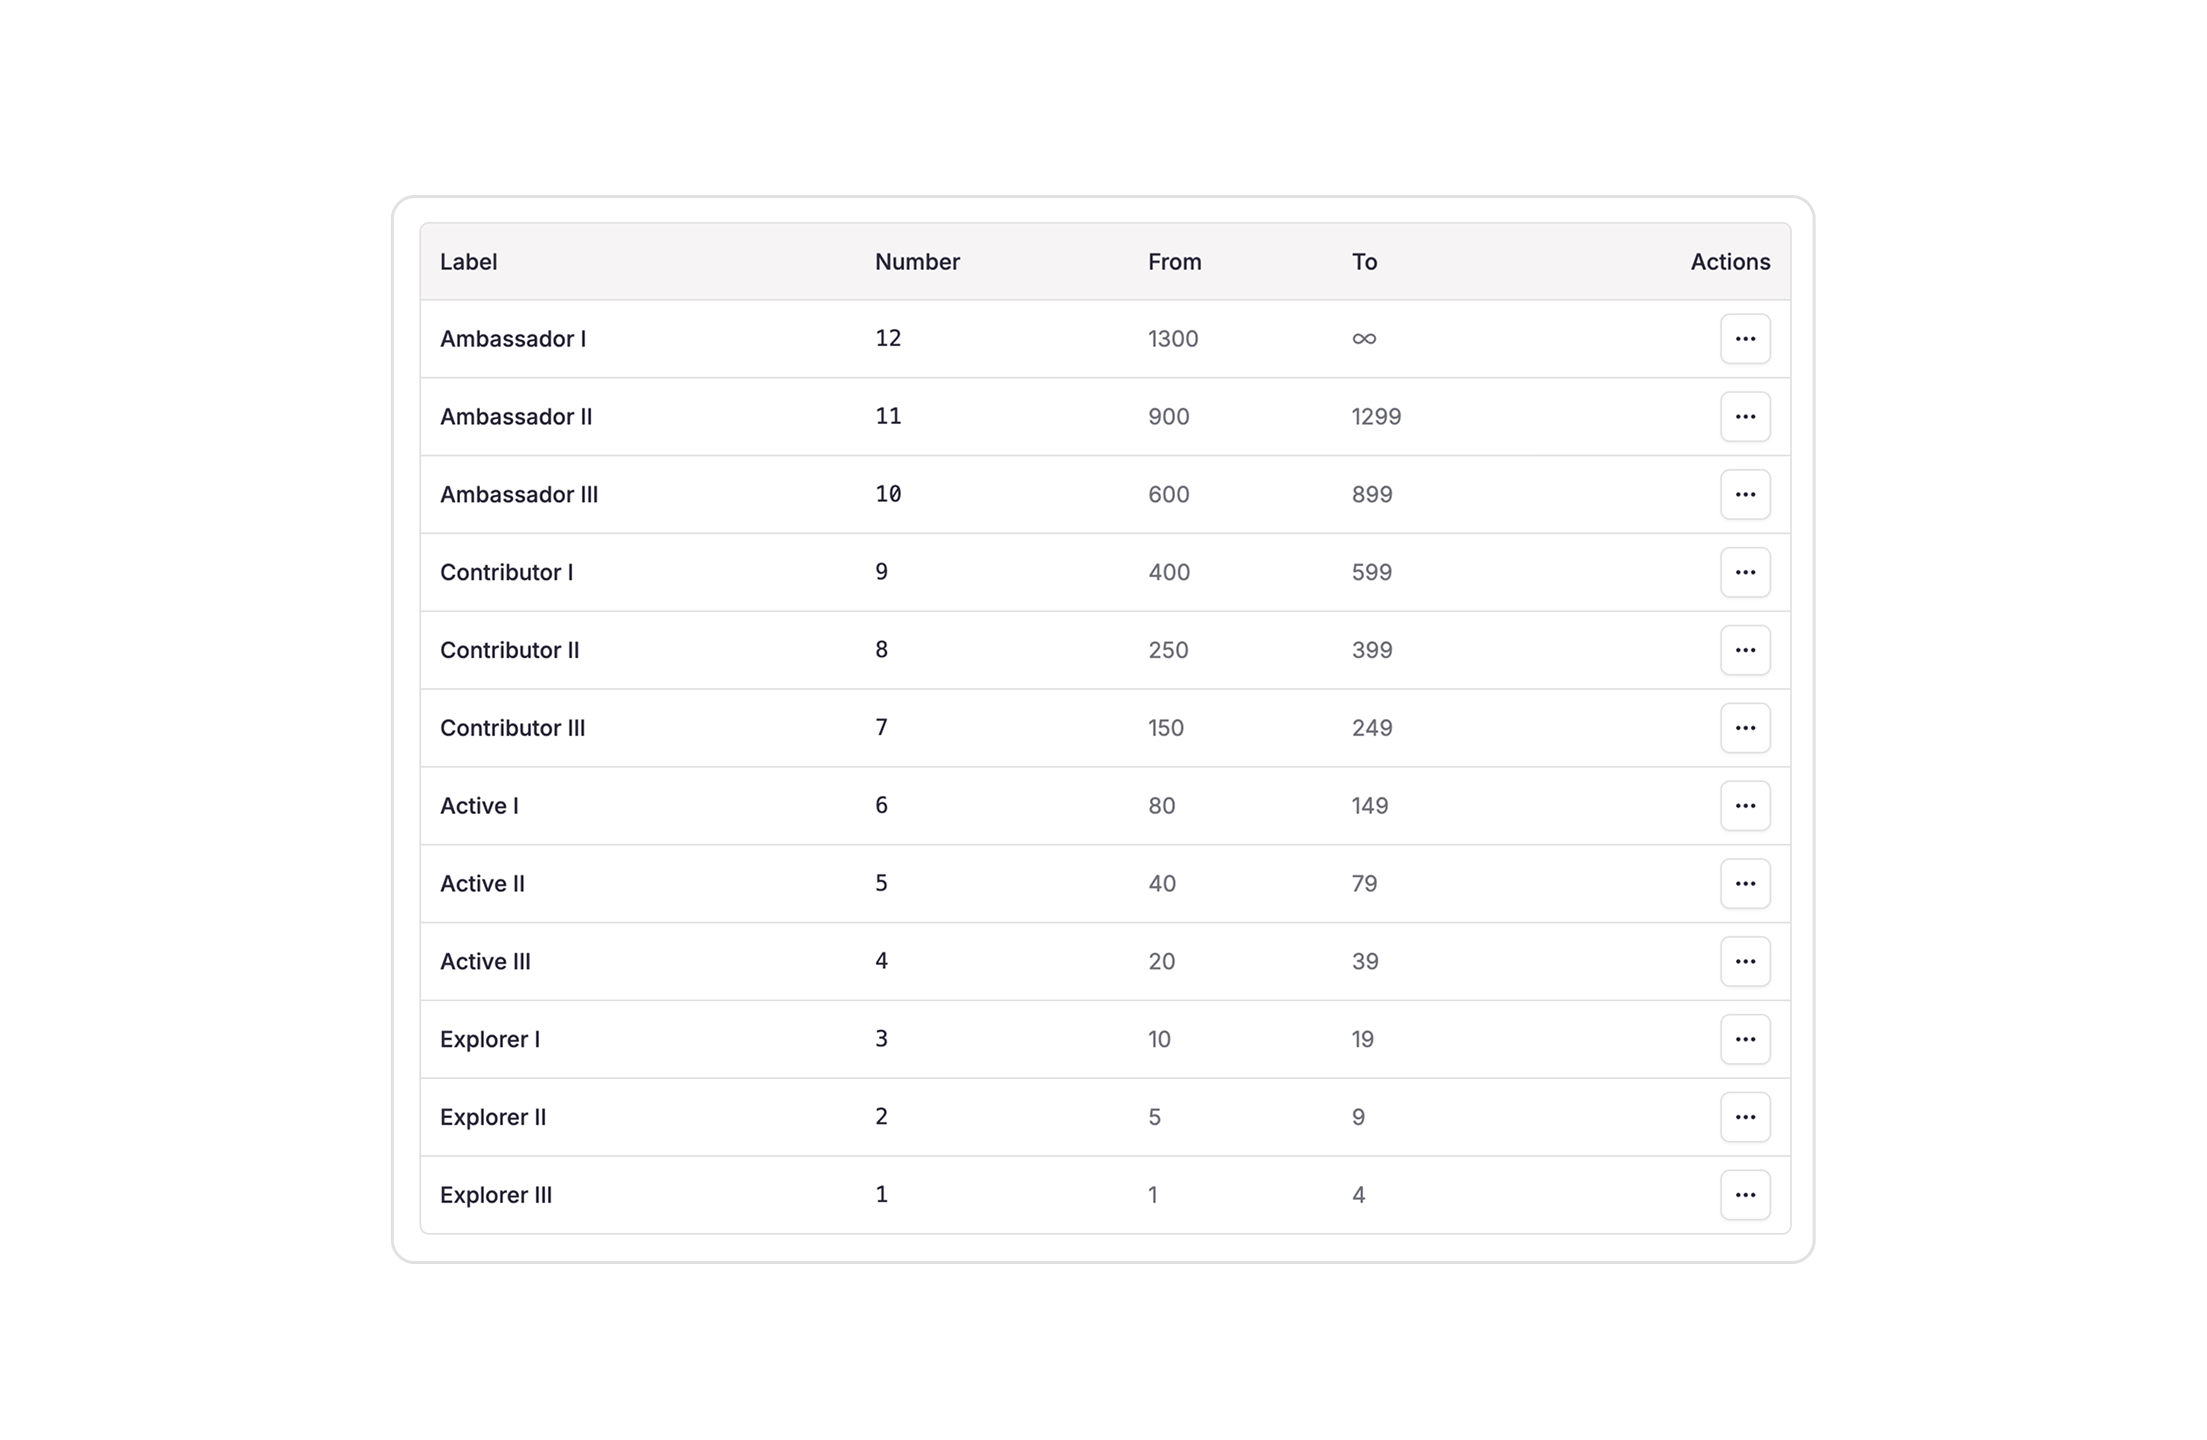 Label Number From To Actions
Ambassador I 12 1300 ∞
Ambassador II 11 900 1299
Ambassador III 10 600 899
Contributor I 9 400 599
Contributor II 8 250 399
Contributor III 7 150 249
Active I 6 80 149
Active II 5 40 79
Active III 4 20 39
Explorer I 3 10 19
Explorer II 2 5 9
Explorer III 1 1 4